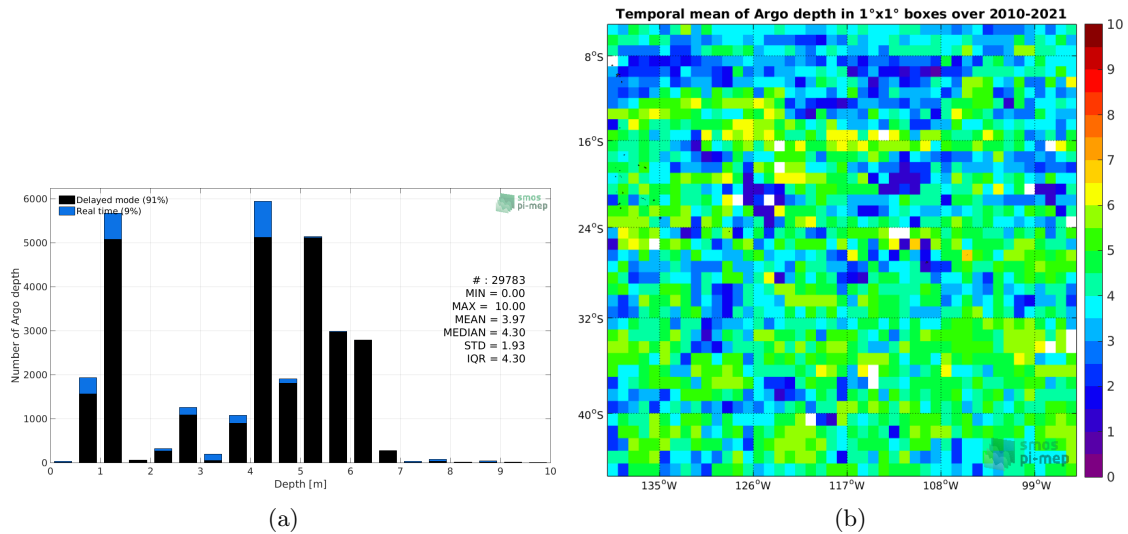 Temporal mean of Argo depth in 1°x1° boxes over 2010-2021
Delayed mode (91%)
Real time (9%)
smos
pi-mep
# : 29783
MIN = 0.00
MAX = 10.00
MEAN = 3.97
MEDIAN = 4.30
STD = 1.93
IQR = 4.30
Number of Argo depth
6000
5000
4000
3000
2000
1000
0
0 1 2 3 4 5 6 7 8 9 10
Depth [m]
(a)
8°S
16°S
24°S
32°S
40°S
135°W 126°W 117°W 108°W 99°W
smos
pi-mep
10
9
8
7
6
5
4
3
2
1
0
(b)